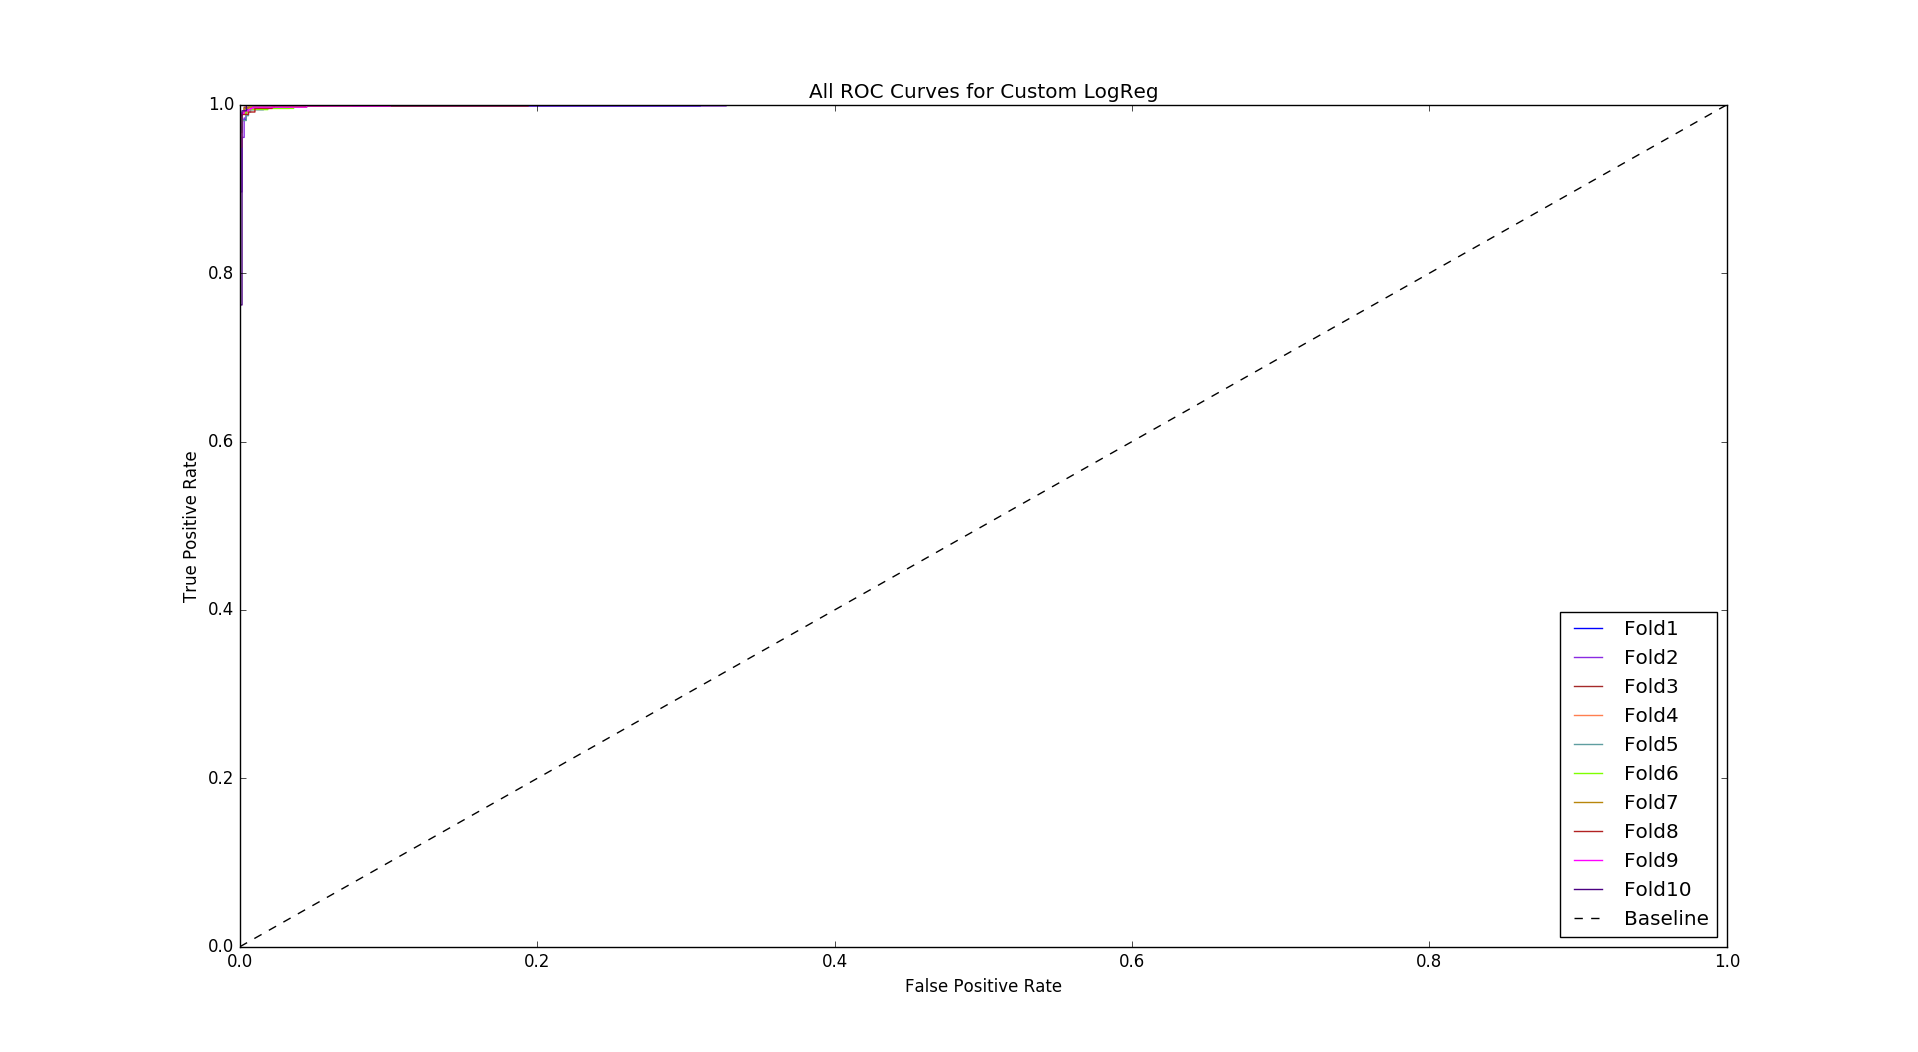 All ROC Curves for Custom LogReg
1.0
0.8
0.6
0.4
0.2
0.0
True Positive Rate
0.0 0.2 0.4 0.6 0.8 1.0
False Positive Rate
Fold1
Fold2
Fold3
Fold4
Fold5
Fold6
Fold7
Fold8
Fold9
Fold10
Baseline